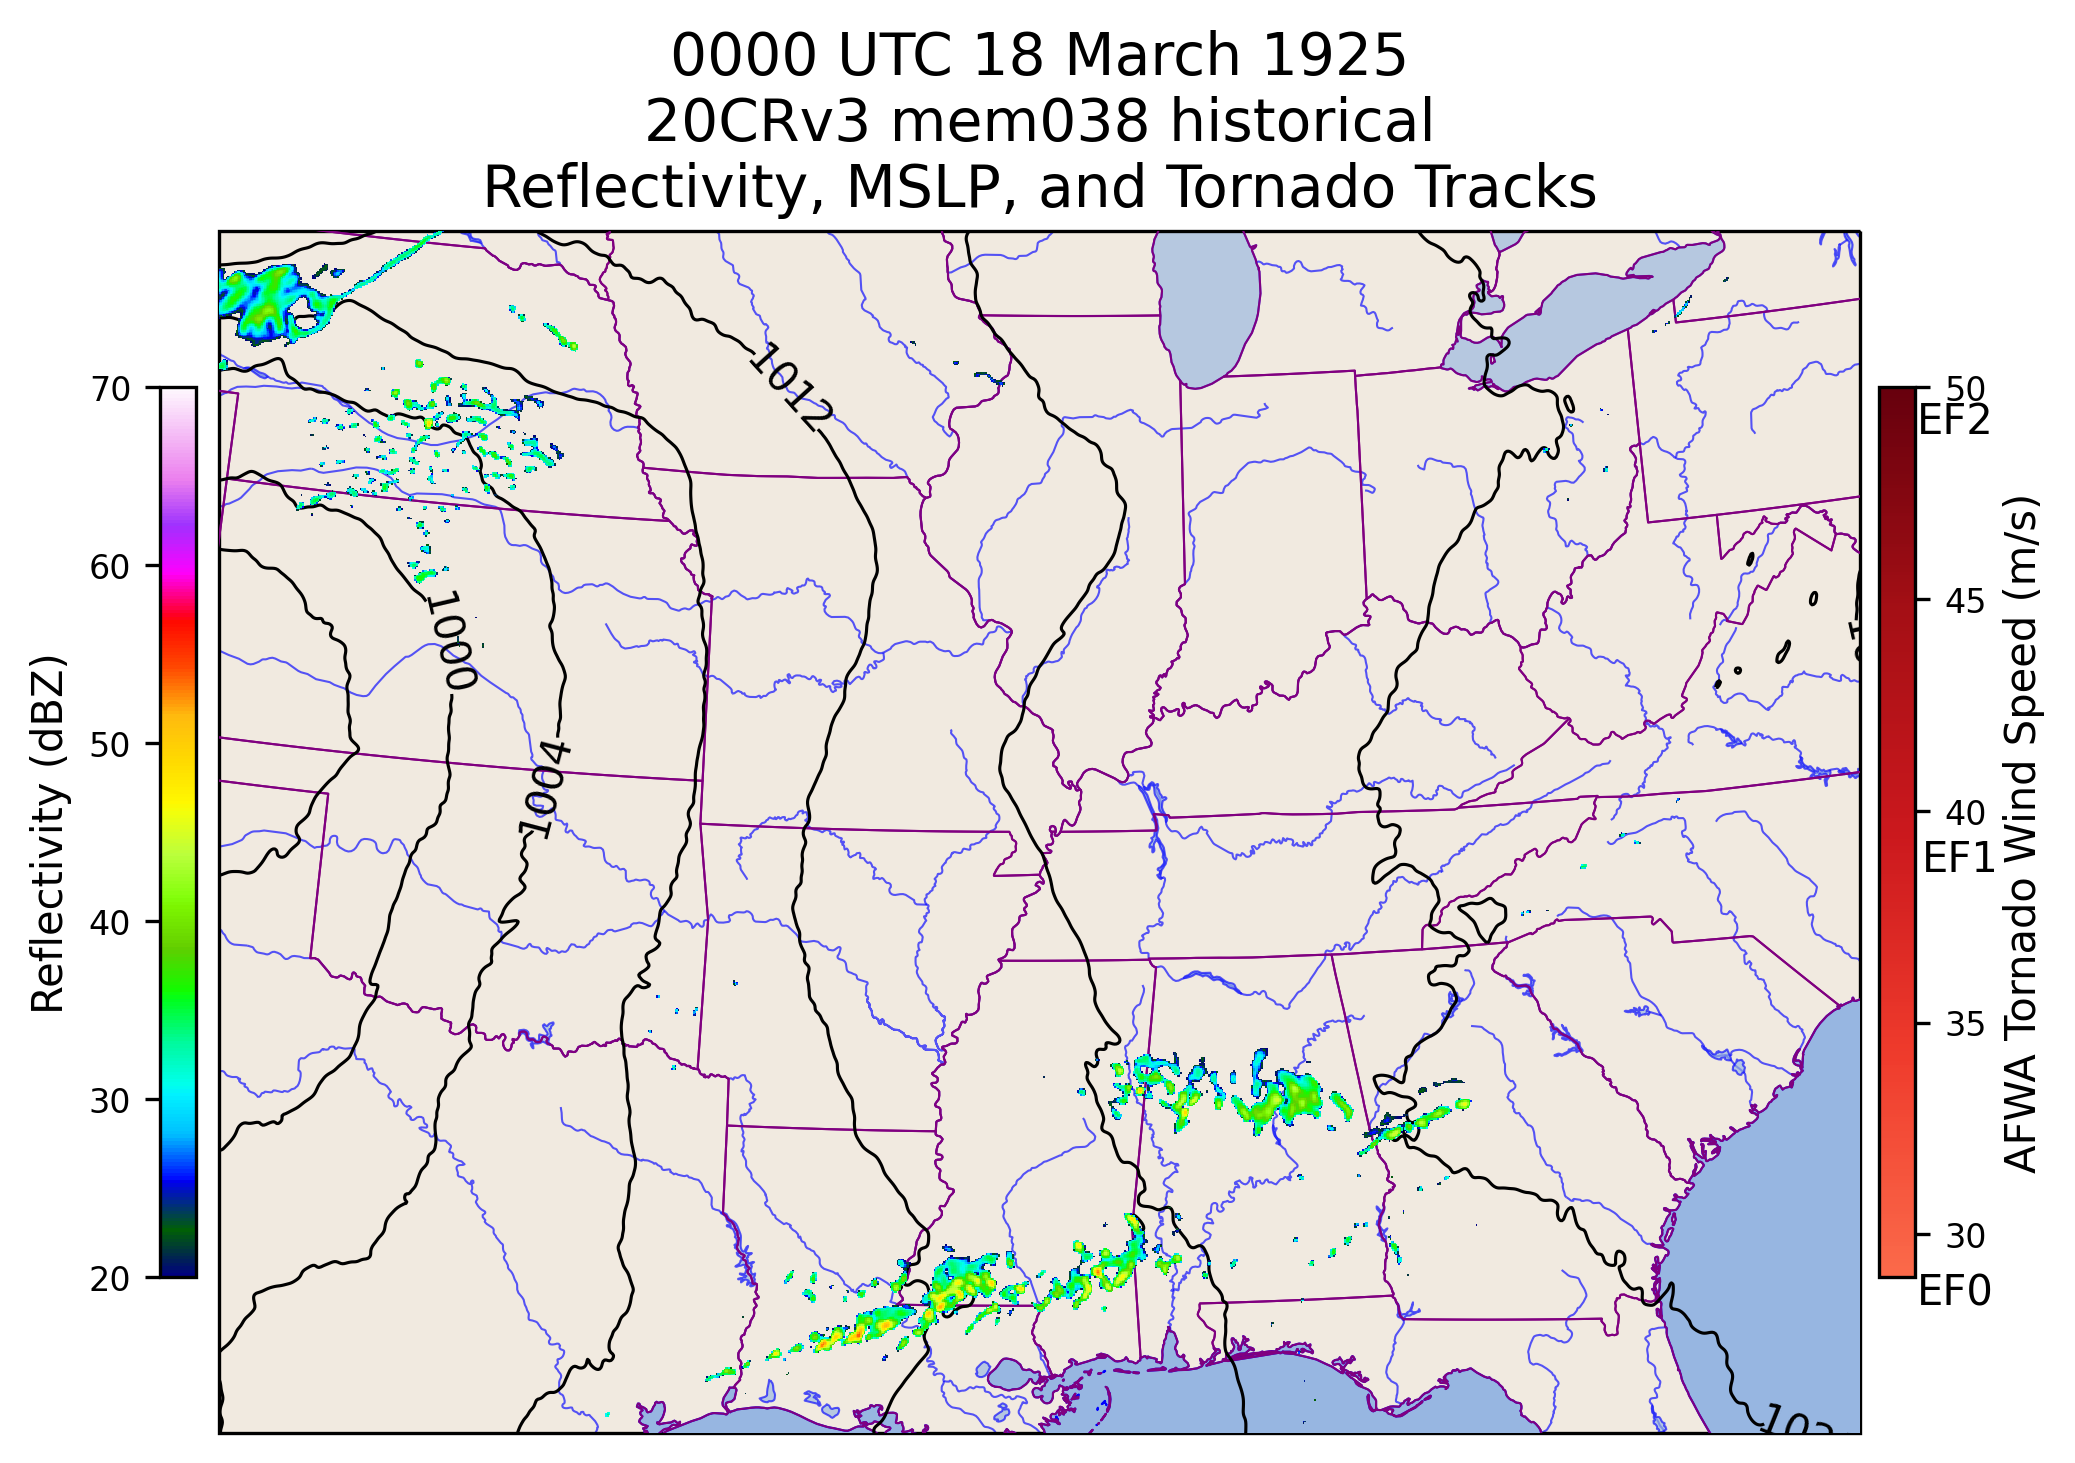 0000 UTC 18 March 1925
20CRv3 mem038 historical
Reflectivity, MSLP, and Tornado Tracks
70
60
50
40
30
20
Reflectivity (dBZ)
1012
1000
1004
50
EF2
45
40
EF1
35
30
EF0
AFWA Tornado Wind Speed (m/s)